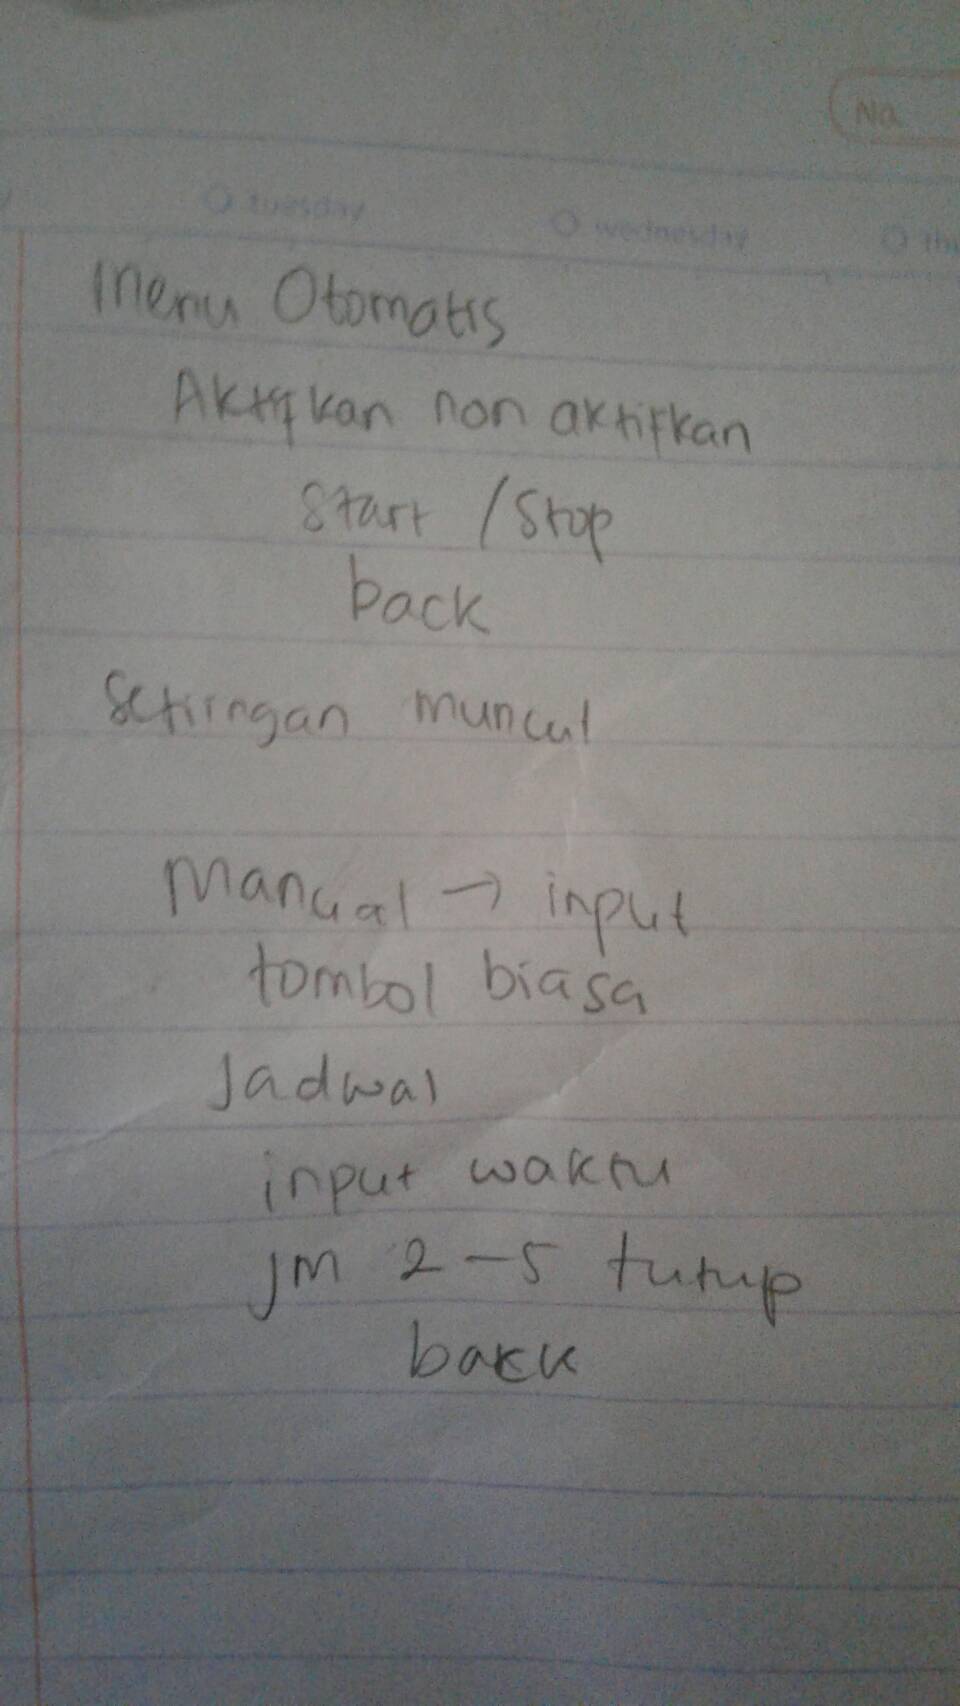 No
tuesday wednesday thu
Menu Otomatis
Aktifkan non aktifkan
Start / Stop
back
Settingan muncul
Manual → input
tombol biasa
Jadwal
input waktu
jm 2 - 5 tutup
back